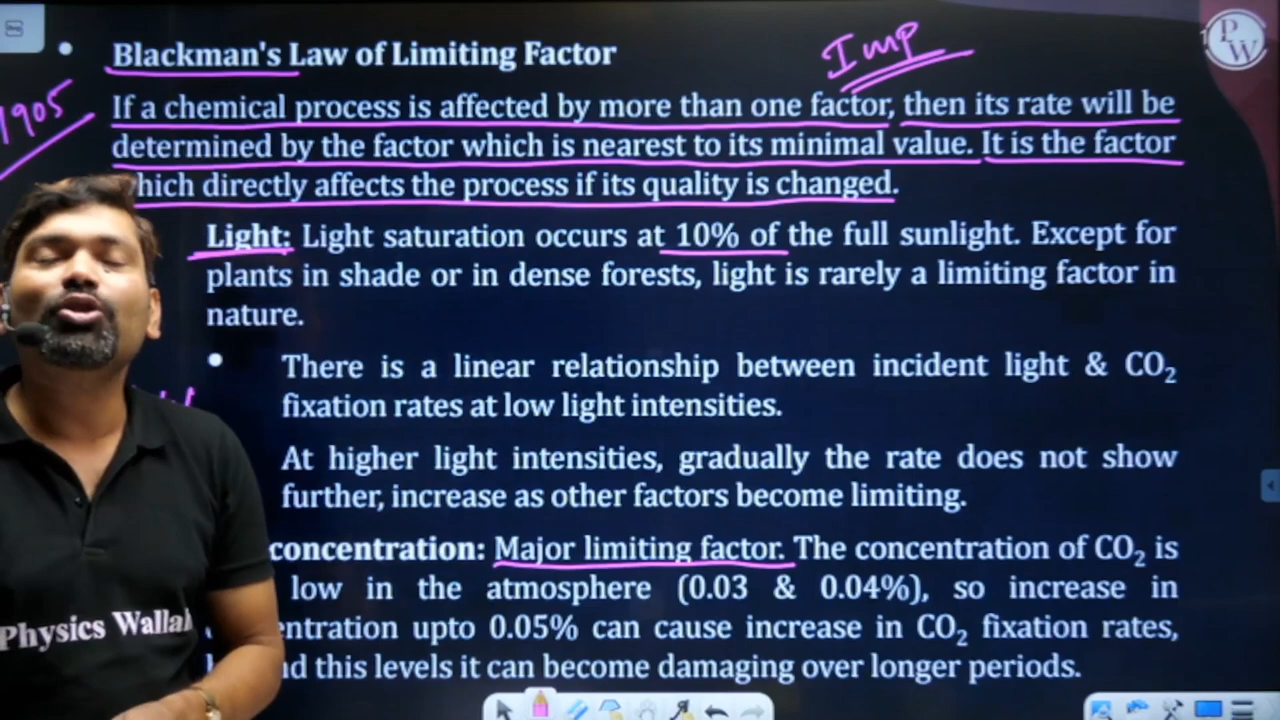 Blackman's Law of Limiting Factor
Imp
1905
If a chemical process is affected by more than one factor, then its rate will be
determined by the factor which is nearest to its minimal value. It is the factor
hich directly affects the process if its quality is changed.
Light: Light saturation occurs at 10% of the full sunlight. Except for
plants in shade or in dense forests, light is rarely a limiting factor in
nature.
There is a linear relationship between incident light & CO₂
fixation rates at low light intensities.
At higher light intensities, gradually the rate does not show
further, increase as other factors become limiting.
concentration: Major limiting factor. The concentration of CO₂ is
low in the atmosphere (0.03 & 0.04%), so increase in
entration upto 0.05% can cause increase in CO₂ fixation rates,
nd this levels it can become damaging over longer periods.
Physics Wallah
PW